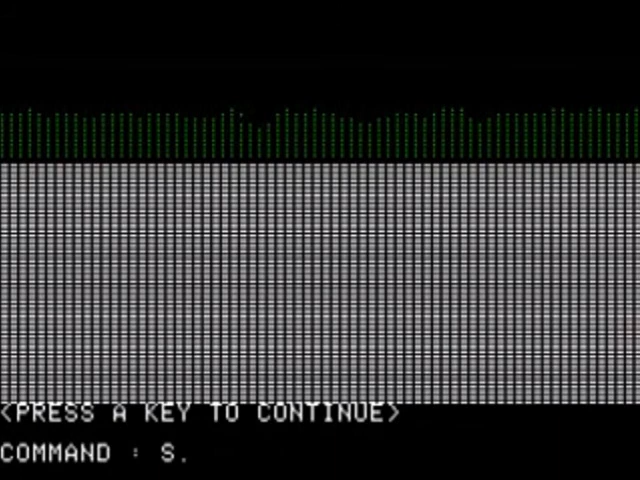 <PRESS A KEY TO CONTINUE>
COMMAND : S.